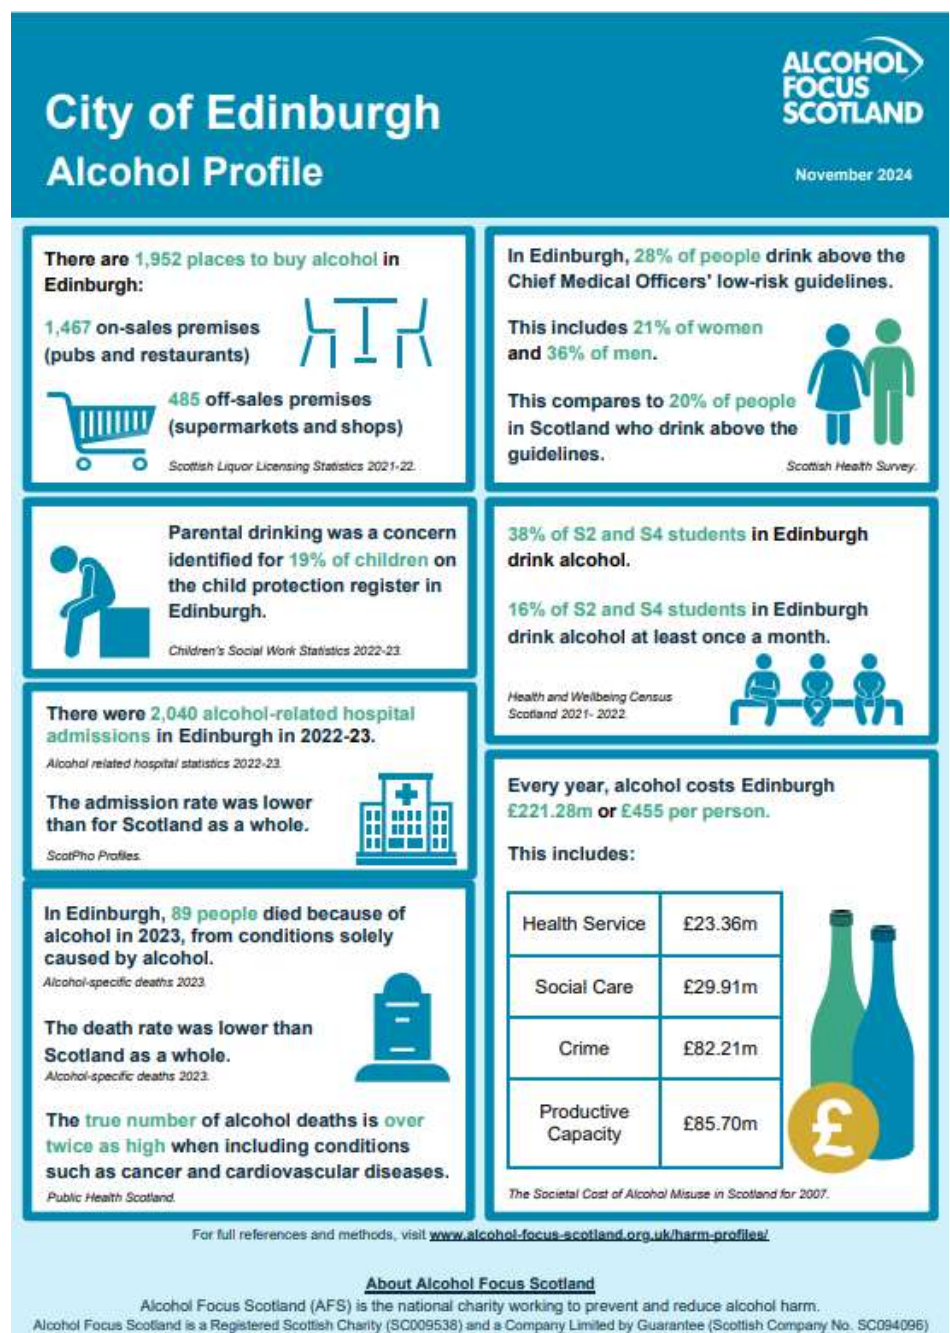 City of Edinburgh
Alcohol Profile
ALCOHOL
FOCUS
SCOTLAND
November 2024
There are 1,952 places to buy alcohol in
Edinburgh:
1,467 on-sales premises
(pubs and restaurants)
485 off-sales premises
(supermarkets and shops)
Scottish Liquor Licensing Statistics 2021-22.
In Edinburgh, 28% of people drink above the
Chief Medical Officers' low-risk guidelines.
This includes 21% of women
and 36% of men.
This compares to 20% of people
in Scotland who drink above the
guidelines.
Scottish Health Survey.
Parental drinking was a concern
identified for 19% of children on
the child protection register in
Edinburgh.
Children's Social Work Statistics 2022-23.
38% of S2 and S4 students in Edinburgh
drink alcohol.
16% of S2 and S4 students in Edinburgh
drink alcohol at least once a month.
Health and Wellbeing Census
Scotland 2021- 2022.
There were 2,040 alcohol-related hospital
admissions in Edinburgh in 2022-23.
Alcohol related hospital statistics 2022-23.
The admission rate was lower
than for Scotland as a whole.
ScotPho Profiles.
In Edinburgh, 89 people died because of
alcohol in 2023, from conditions solely
caused by alcohol.
Alcohol-specific deaths 2023.
The death rate was lower than
Scotland as a whole.
Alcohol-specific deaths 2023.
The true number of alcohol deaths is over
twice as high when including conditions
such as cancer and cardiovascular diseases.
Public Health Scotland.
Every year, alcohol costs Edinburgh
£221.28m or £455 per person.
This includes:
Health Service £23.36m
Social Care £29.91m
Crime £82.21m
Productive
Capacity £85.70m
£
The Societal Cost of Alcohol Misuse in Scotland for 2007.
For full references and methods, visit www.alcohol-focus-scotland.org.uk/harm-profiles/
About Alcohol Focus Scotland
Alcohol Focus Scotland (AFS) is the national charity working to prevent and reduce alcohol harm.
Alcohol Focus Scotland is a Registered Scottish Charity (SC009538) and a Company Limited by Guarantee (Scottish Company No. SC094096)